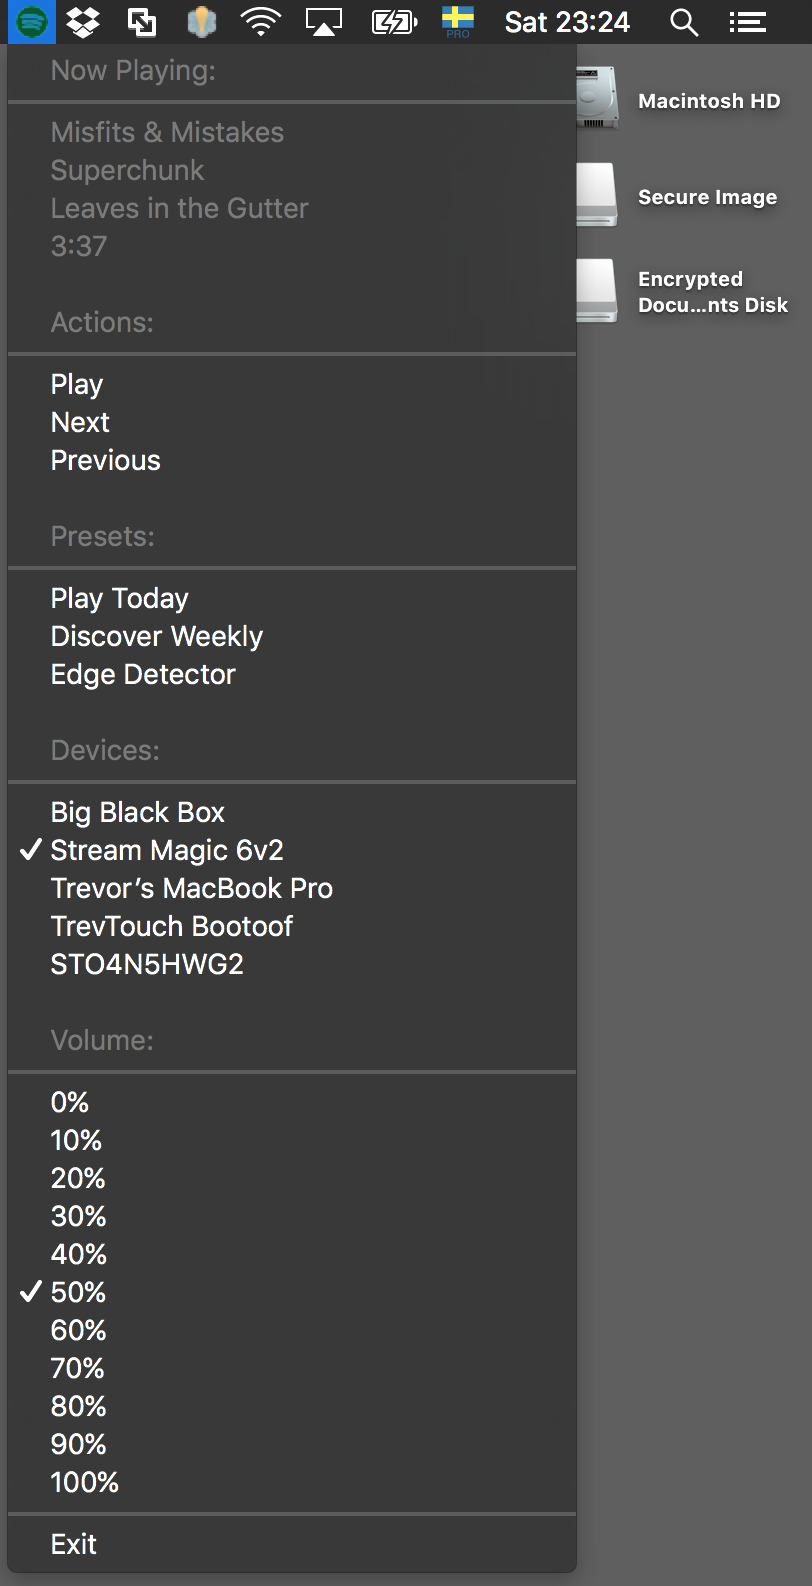 PRO
Sat 23:24
Now Playing:
Misfits & Mistakes
Superchunk
Leaves in the Gutter
3:37
Actions:
Play
Next
Previous
Presets:
Play Today
Discover Weekly
Edge Detector
Devices:
Big Black Box
Stream Magic 6v2
Trevor’s MacBook Pro
TrevTouch Bootoof
STO4N5HWG2
Volume:
0%
10%
20%
30%
40%
50%
60%
70%
80%
90%
100%
Exit
Macintosh HD
Secure Image
Encrypted
Docu...nts Disk